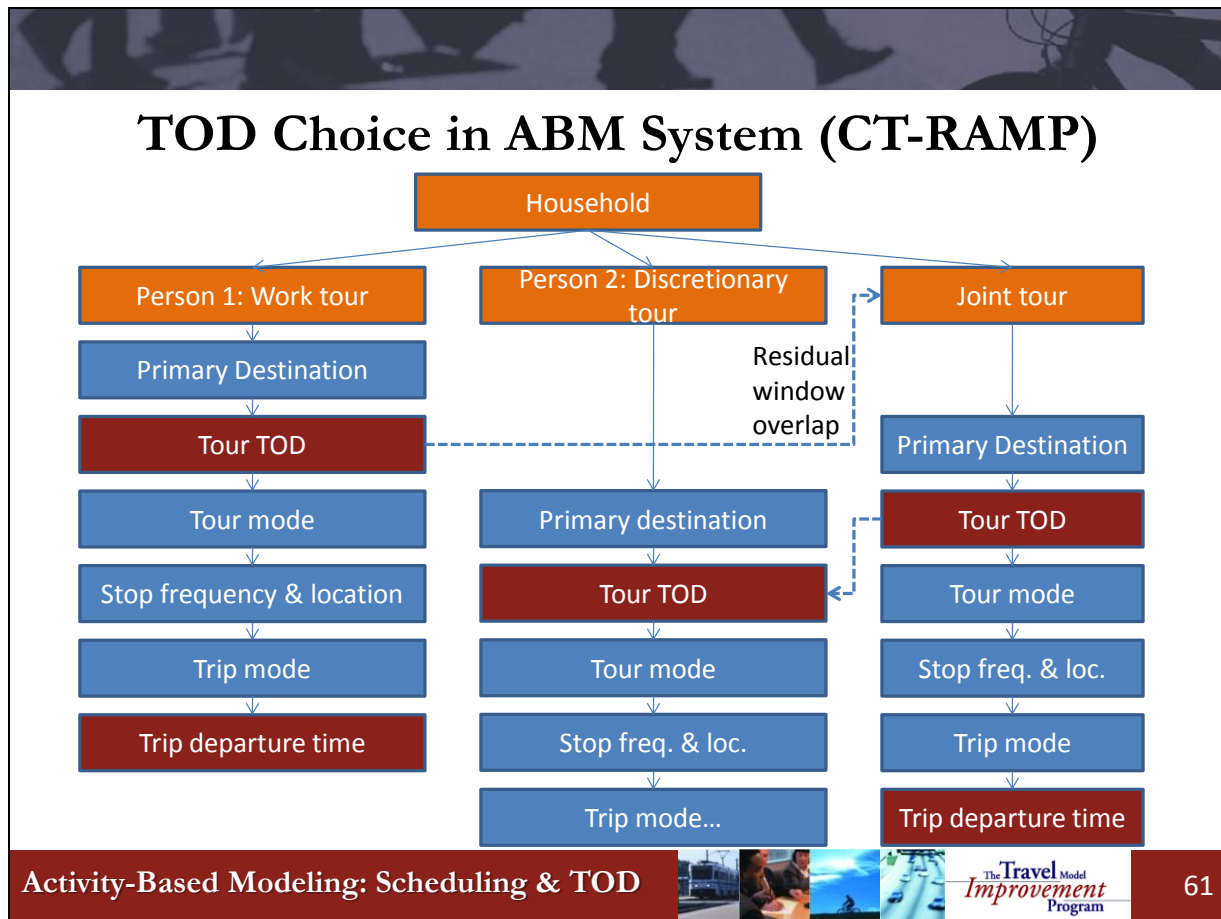 TOD Choice in ABM System (CT-RAMP)
Household
Person 1: Work tour
Primary Destination
Tour TOD
Tour mode
Stop frequency & location
Trip mode
Trip departure time
Person 2: Discretionary
tour
Primary destination
Tour TOD
Tour mode
Stop freq. & loc.
Trip mode…
Residual
window
overlap
Joint tour
Primary Destination
Tour TOD
Tour mode
Stop freq. & loc.
Trip mode
Trip departure time
Activity-Based Modeling: Scheduling & TOD
The Travel Model
Improvement
Program
61